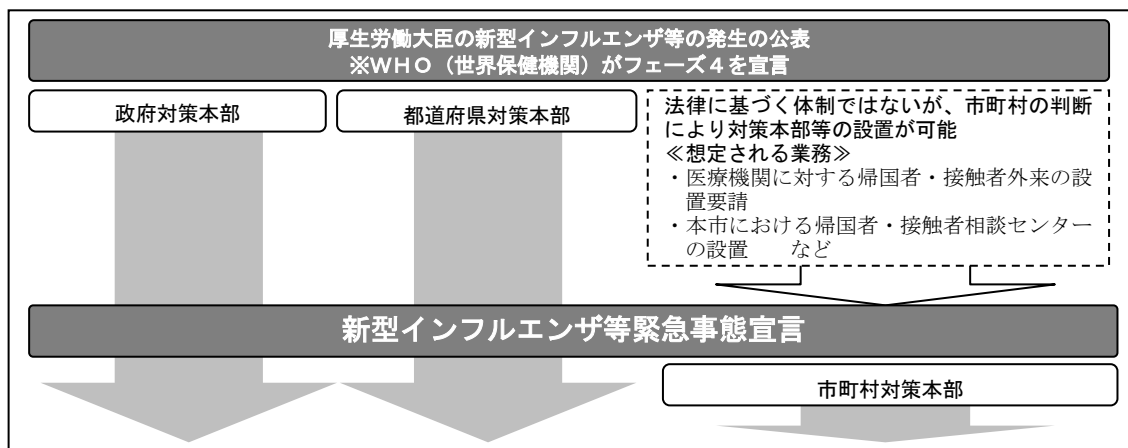 厚生労働大臣の新型インフルエンザ等の発生の公表
※ＷＨＯ（世界保健機関）がフェーズ４を宣言
政府対策本部
都道府県対策本部
法律に基づく体制ではないが、市町村の判断
により対策本部等の設置が可能
≪想定される業務≫
・医療機関に対する帰国者・接触者外来の設
置要請
・本市における帰国者・接触者相談センター
の設置　　など
新型インフルエンザ等緊急事態宣言
市町村対策本部